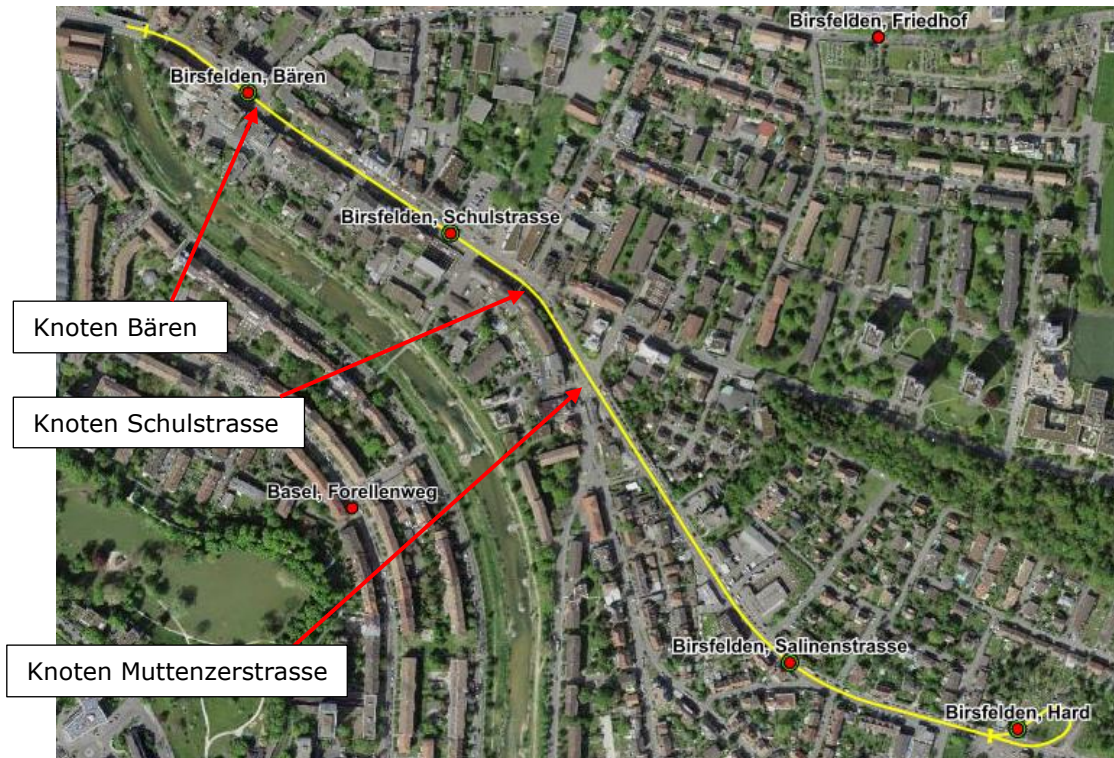 Birsfelden, Friedhof
Birsfelden, Bären
Birsfelden, Schulstrasse
Knoten Bären
Knoten Schulstrasse
Basel, Forellenweg
Knoten Muttenzerstrasse
Birsfelden, Salinenstrasse
Birsfelden, Hard